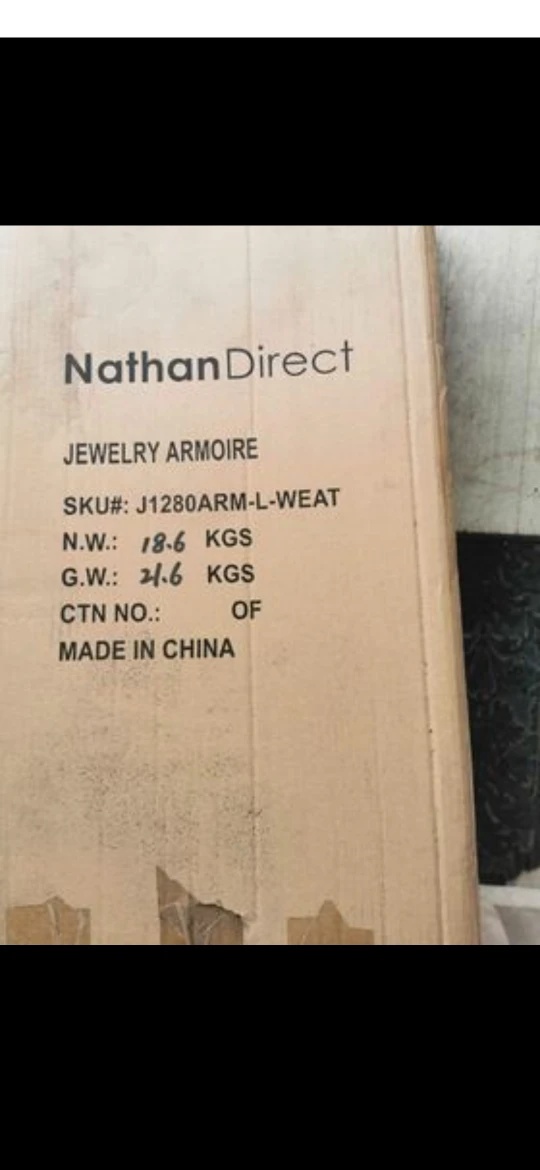 NathanDirect
JEWELRY ARMOIRE
SKU#: J1280ARM-L-WEAT
N.W.: 18.6 KGS
G.W.: 21.6 KGS
CTN NO.: OF
MADE IN CHINA